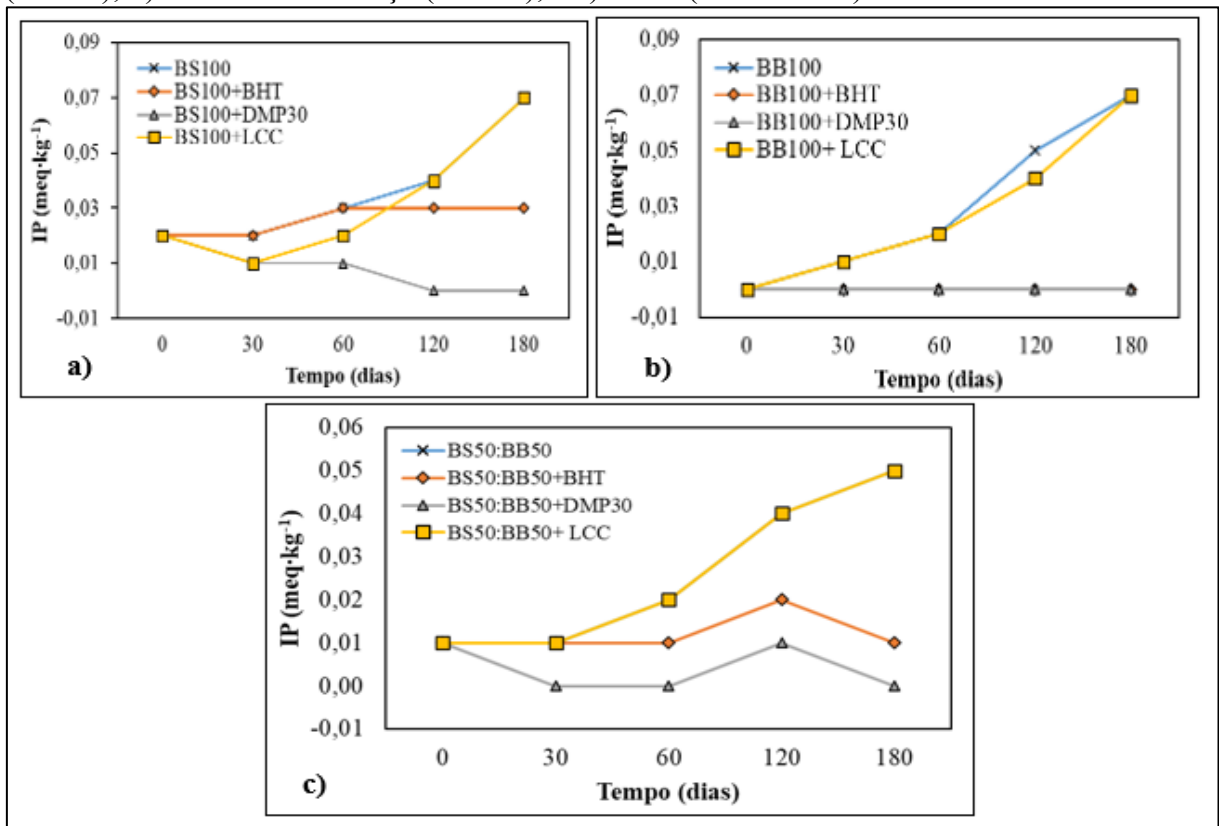 0,09
0,07
0,05
0,03
0,01
-0,01
IP (meq·kg⁻¹)
BS100
BS100+BHT
BS100+DMP30
BS100+LCC
0 30 60 120 180
Tempo (dias)
a)
0,09
0,07
0,05
0,03
0,01
-0,01
IP (meq·kg⁻¹)
BB100
BB100+BHT
BB100+DMP30
BB100+ LCC
0 30 60 120 180
Tempo (dias)
b)
0,06
0,05
0,04
0,03
0,02
0,01
0,00
-0,01
IP (meq·kg⁻¹)
BS50:BB50
BS50:BB50+BHT
BS50:BB50+DMP30
BS50:BB50+ LCC
0 30 60 120 180
Tempo (dias)
c)